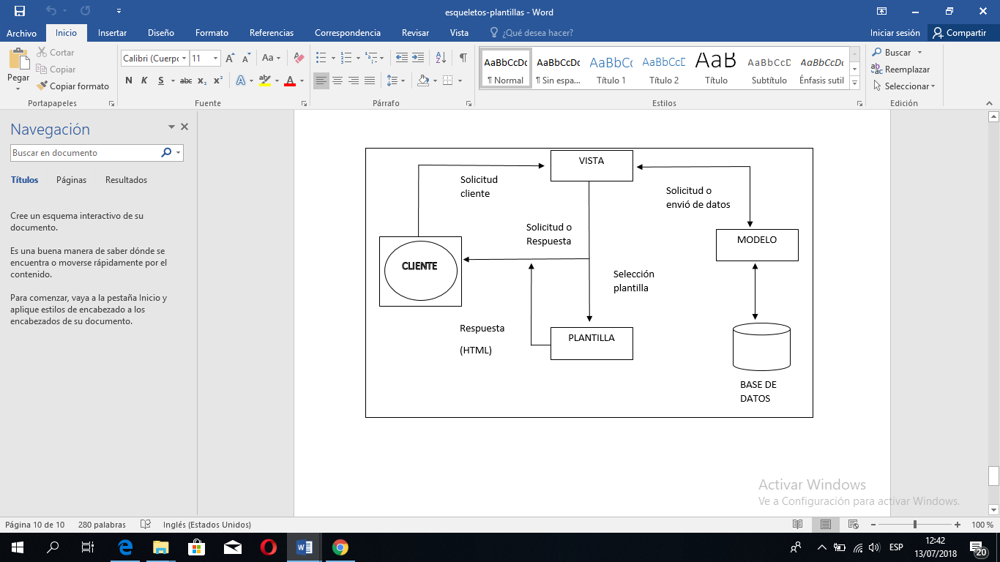 esqueletos-plantillas - Word
Archivo Inicio Insertar Diseño Formato Referencias Correspondencia Revisar Vista ¿Qué desea hacer? Iniciar sesión Compartir
Pegar
Cortar
Copiar
Copiar formato
Portapapeles
Calibri (Cuerpo 11
Aa
N K S abc x₂ x² A ab A
Fuente
Párrafo
AaBbCcDc AaBbCcDc AaBbCc AaBbCcD AaB AaBbCcD AaBbCcDc
¶ Normal ¶ Sin espa... Título 1 Título 2 Título Subtítulo Énfasis sutil
Estilos
Buscar
Reemplazar
Seleccionar
Edición
Navegación
Buscar en documento
Títulos Páginas Resultados
Cree un esquema interactivo de su
documento.
Es una buena manera de saber dónde se
encuentra o moverse rápidamente por el
contenido.
Para comenzar, vaya a la pestaña Inicio y
aplique estilos de encabezado a los
encabezados de su documento.
VISTA
Solicitud
cliente
Solicitud o
envió de datos
Solicitud o
Respuesta
MODELO
CLIENTE
Selección
plantilla
Respuesta
(HTML)
PLANTILLA
BASE DE
DATOS
Activar Windows
Ve a Configuración para activar Windows.
Página 10 de 10 280 palabras Inglés (Estados Unidos) 100 %
ESP
12:42
13/07/2018
20